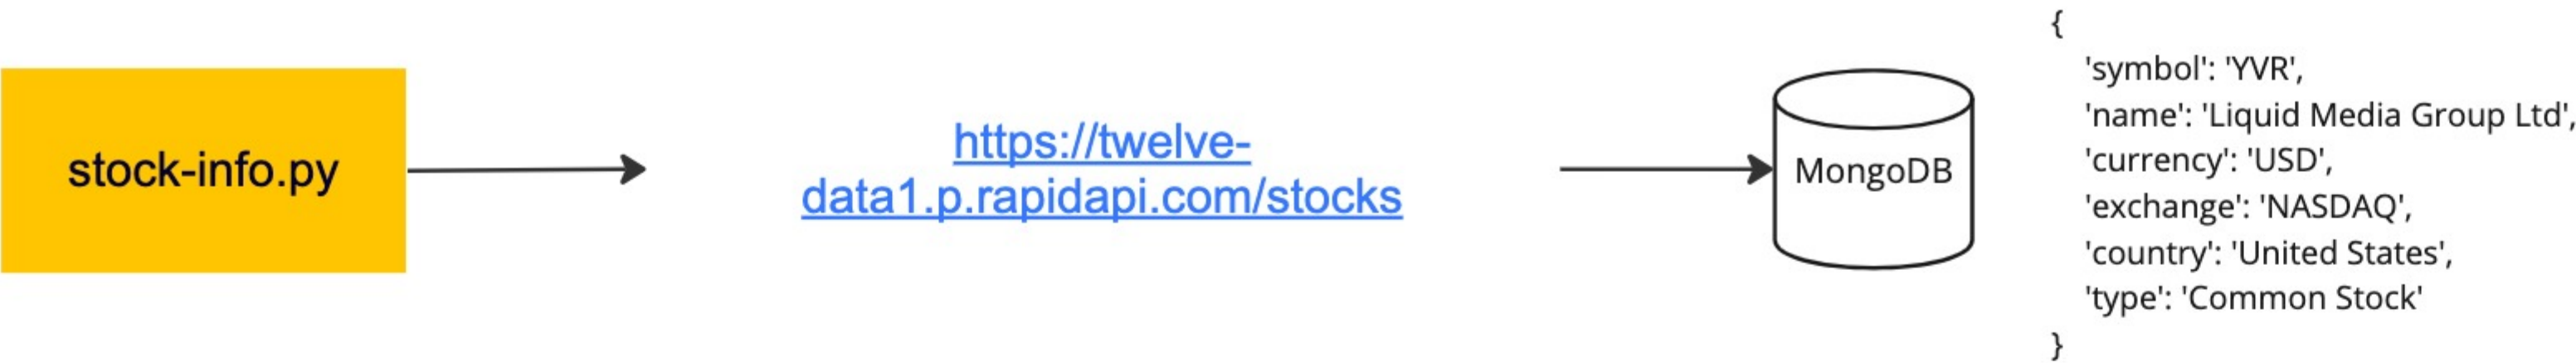 stock-info.py
https://twelve-
data1.p.rapidapi.com/stocks
MongoDB
{
'symbol': 'YVR',
'name': 'Liquid Media Group Ltd',
'currency': 'USD',
'exchange': 'NASDAQ',
'country': 'United States',
'type': 'Common Stock'
}